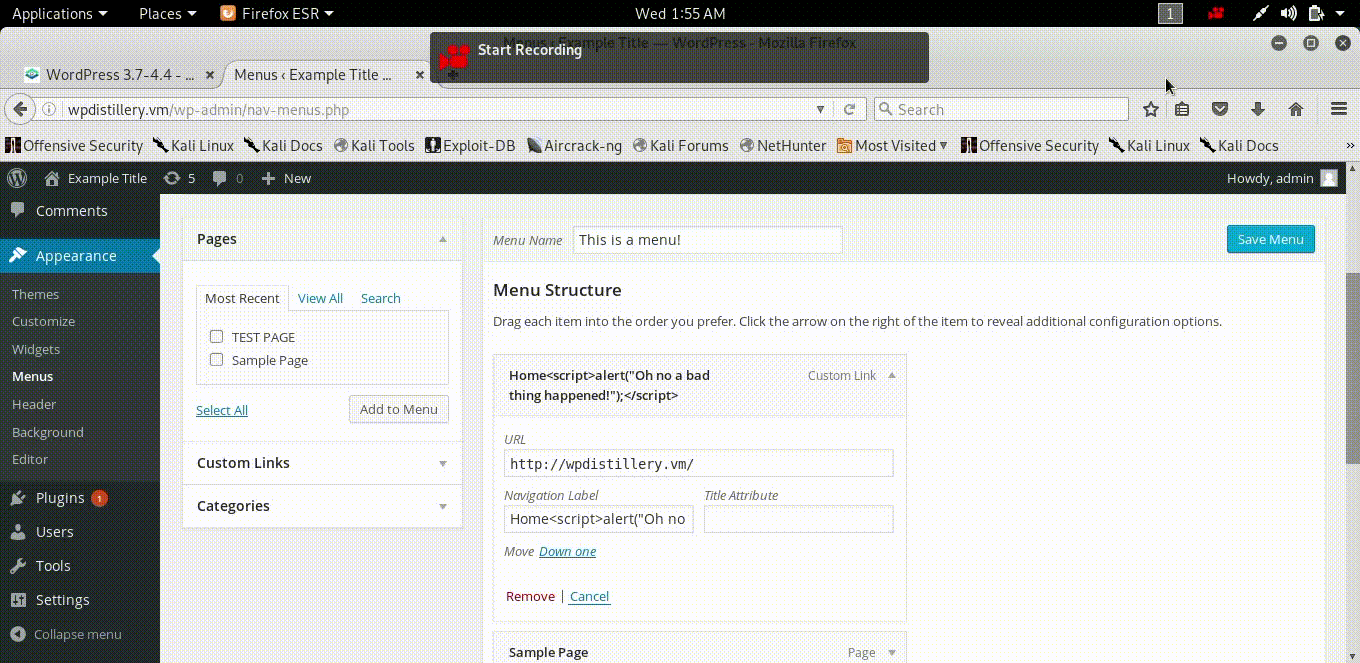 Applications Places Firefox ESR Wed 1:55 AM 1
Menus ‹ Example Title — WordPress - Mozilla Firefox
Start Recording
WordPress 3.7-4.4 - ... Menus ‹ Example Title ...
wpdistillery.vm/wp-admin/nav-menus.php Search
Offensive Security Kali Linux Kali Docs Kali Tools Exploit-DB Aircrack-ng Kali Forums NetHunter Most Visited Offensive Security Kali Linux Kali Docs »
Example Title 5 0 New Howdy, admin
Comments
Appearance
Themes
Customize
Widgets
Menus
Header
Background
Editor
Plugins 1
Users
Tools
Settings
Collapse menu
Pages
Most Recent View All Search
TEST PAGE
Sample Page
Select All Add to Menu
Custom Links
Categories
Menu Name This is a menu! Save Menu
Menu Structure
Drag each item into the order you prefer. Click the arrow on the right of the item to reveal additional configuration options.
Home<script>alert("Oh no a bad Custom Link
thing happened!");</script>
URL
http://wpdistillery.vm/
Navigation Label Title Attribute
Home<script>alert("Oh no
Move Down one
Remove | Cancel
Sample Page Page